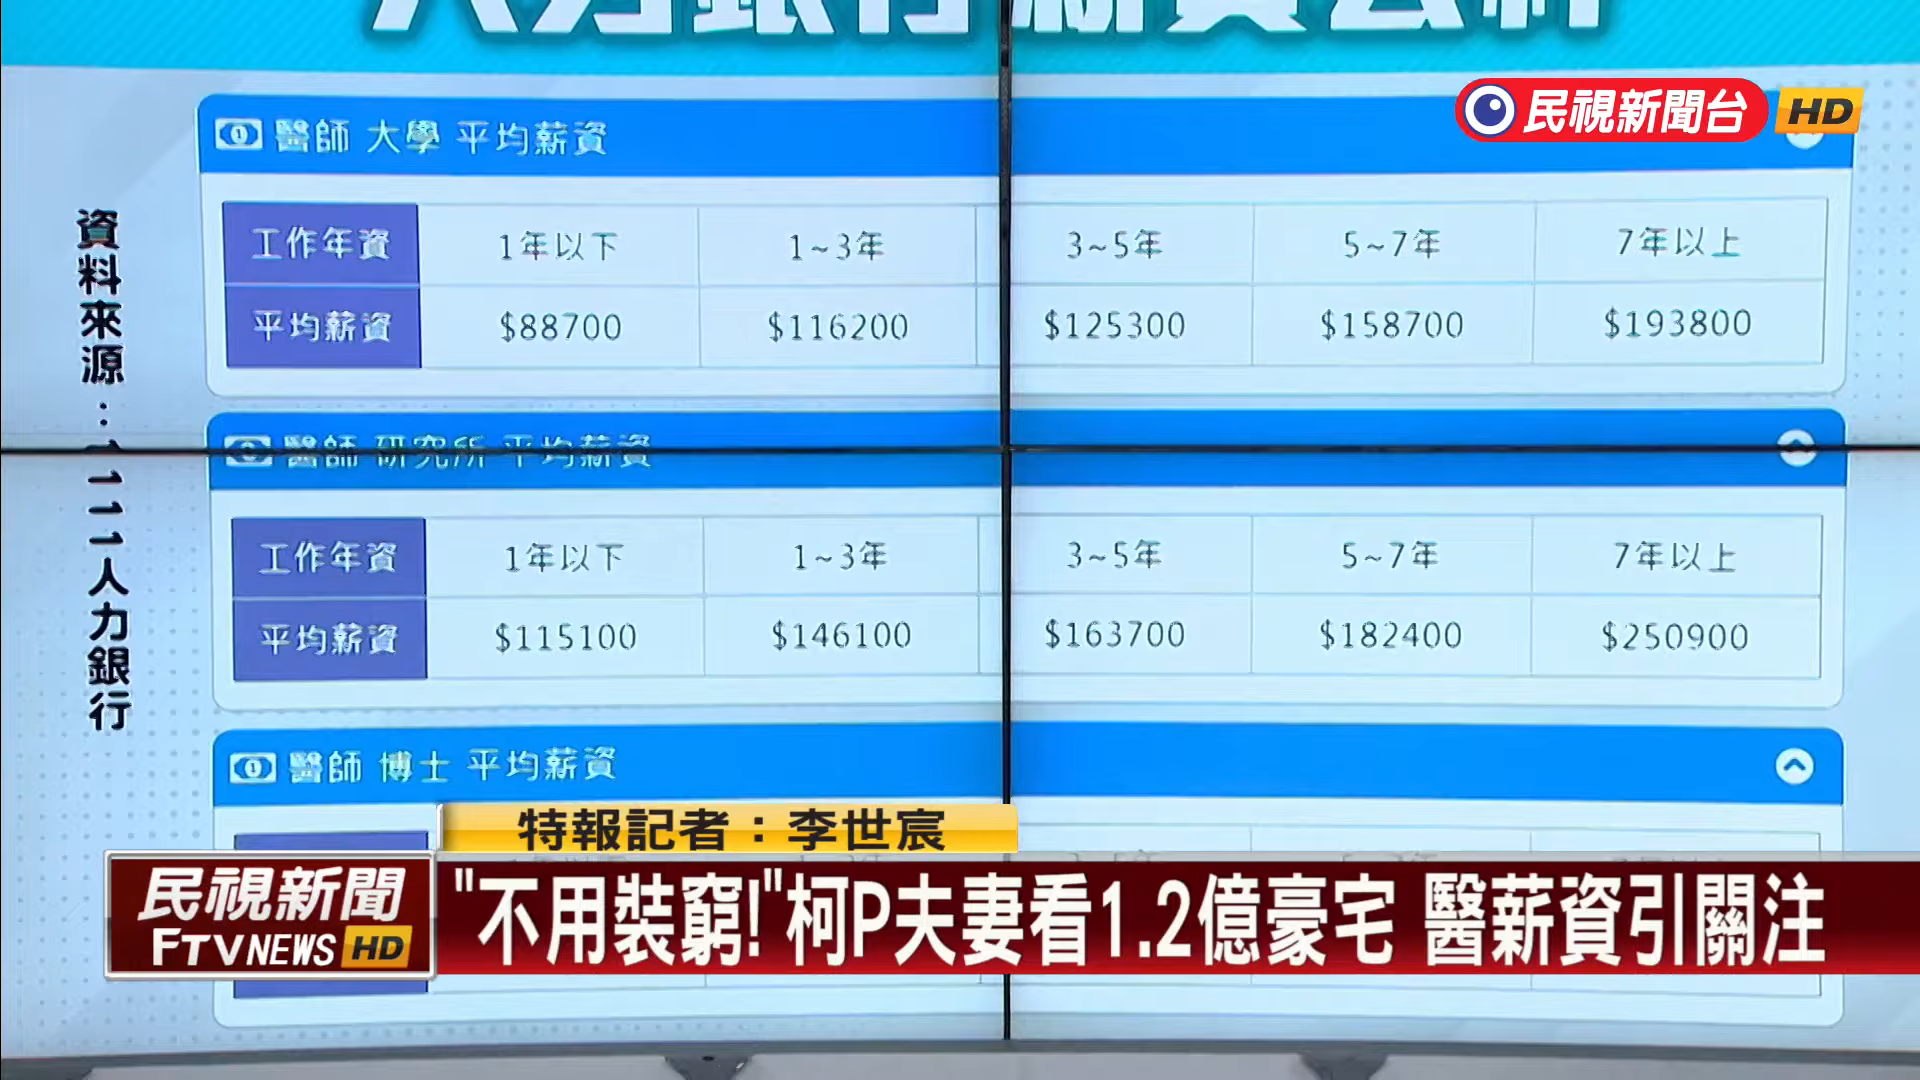 民視新聞台 HD
醫師 大學 平均薪資
工作年資 1年以下 1~3年 3~5年 5~7年 7年以上
平均薪資 $88700 $116200 $125300 $158700 $193800
醫師 研究所 平均薪資
工作年資 1年以下 1~3年 3~5年 5~7年 7年以上
平均薪資 $115100 $146100 $163700 $182400 $250900
醫師 博士 平均薪資
資料來源:1111人力銀行
特報記者：李世宸
民視新聞
FTVNEWS HD
"不用裝窮!"柯P夫妻看1.2億豪宅 醫薪資引關注